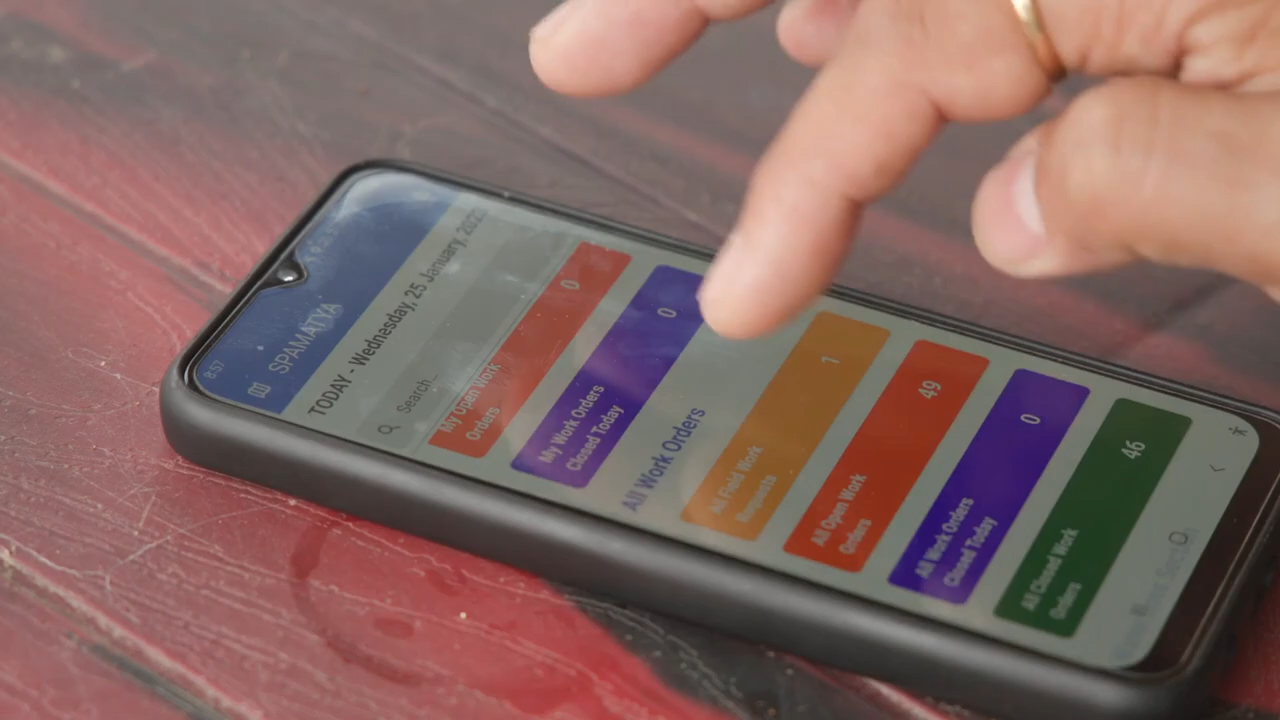 8:57
SPAMATYA
TODAY - Wednesday, 25 January,
Search..
My Open Work
Orders
0
My Work Orders
Closed Today
0
All Work Orders
All Field Work
Requests
1
All Open Work
Orders
49
All Work Orders
Closed Today
0
All Closed Work
Orders
46